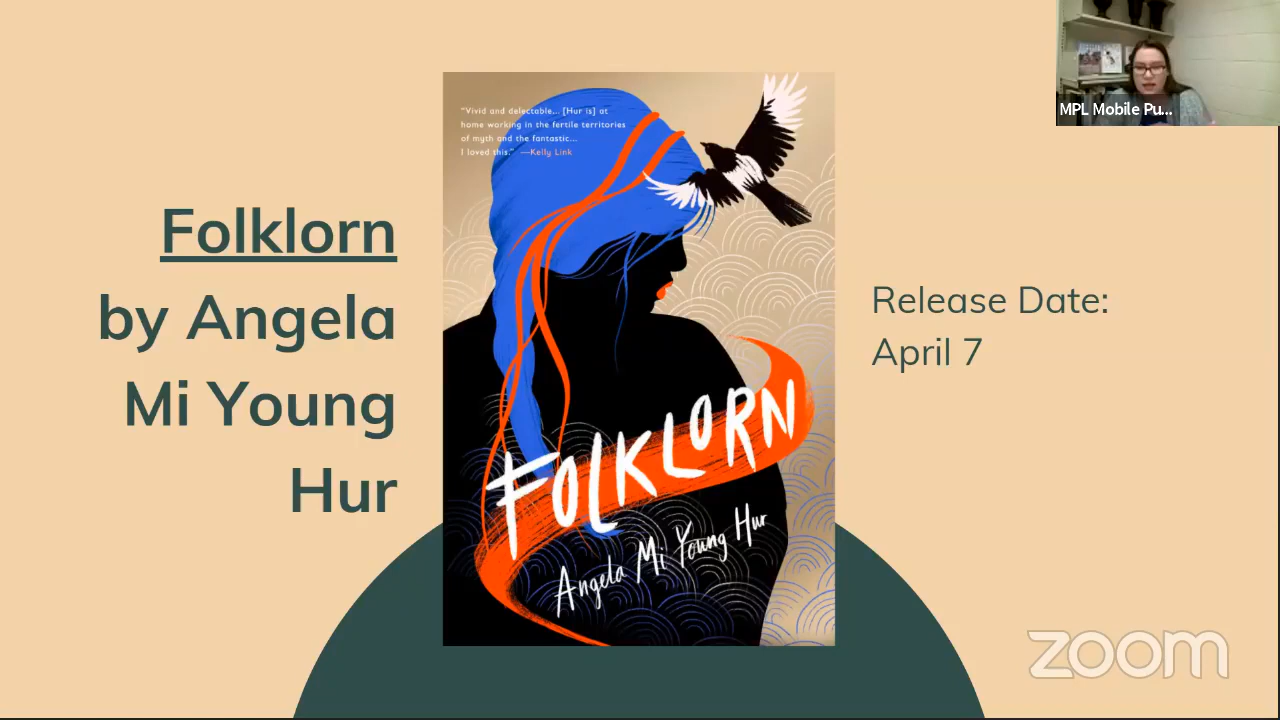 Folklorn
by Angela
Mi Young
Hur
"Vivid and delectable... [Hur is] at
home working in the fertile territories
of myth and the fantastic...
I loved this." —Kelly Link
FOLKLORN
Angela Mi Young Hur
Release Date:
April 7
MPL Mobile Pu...
zoom